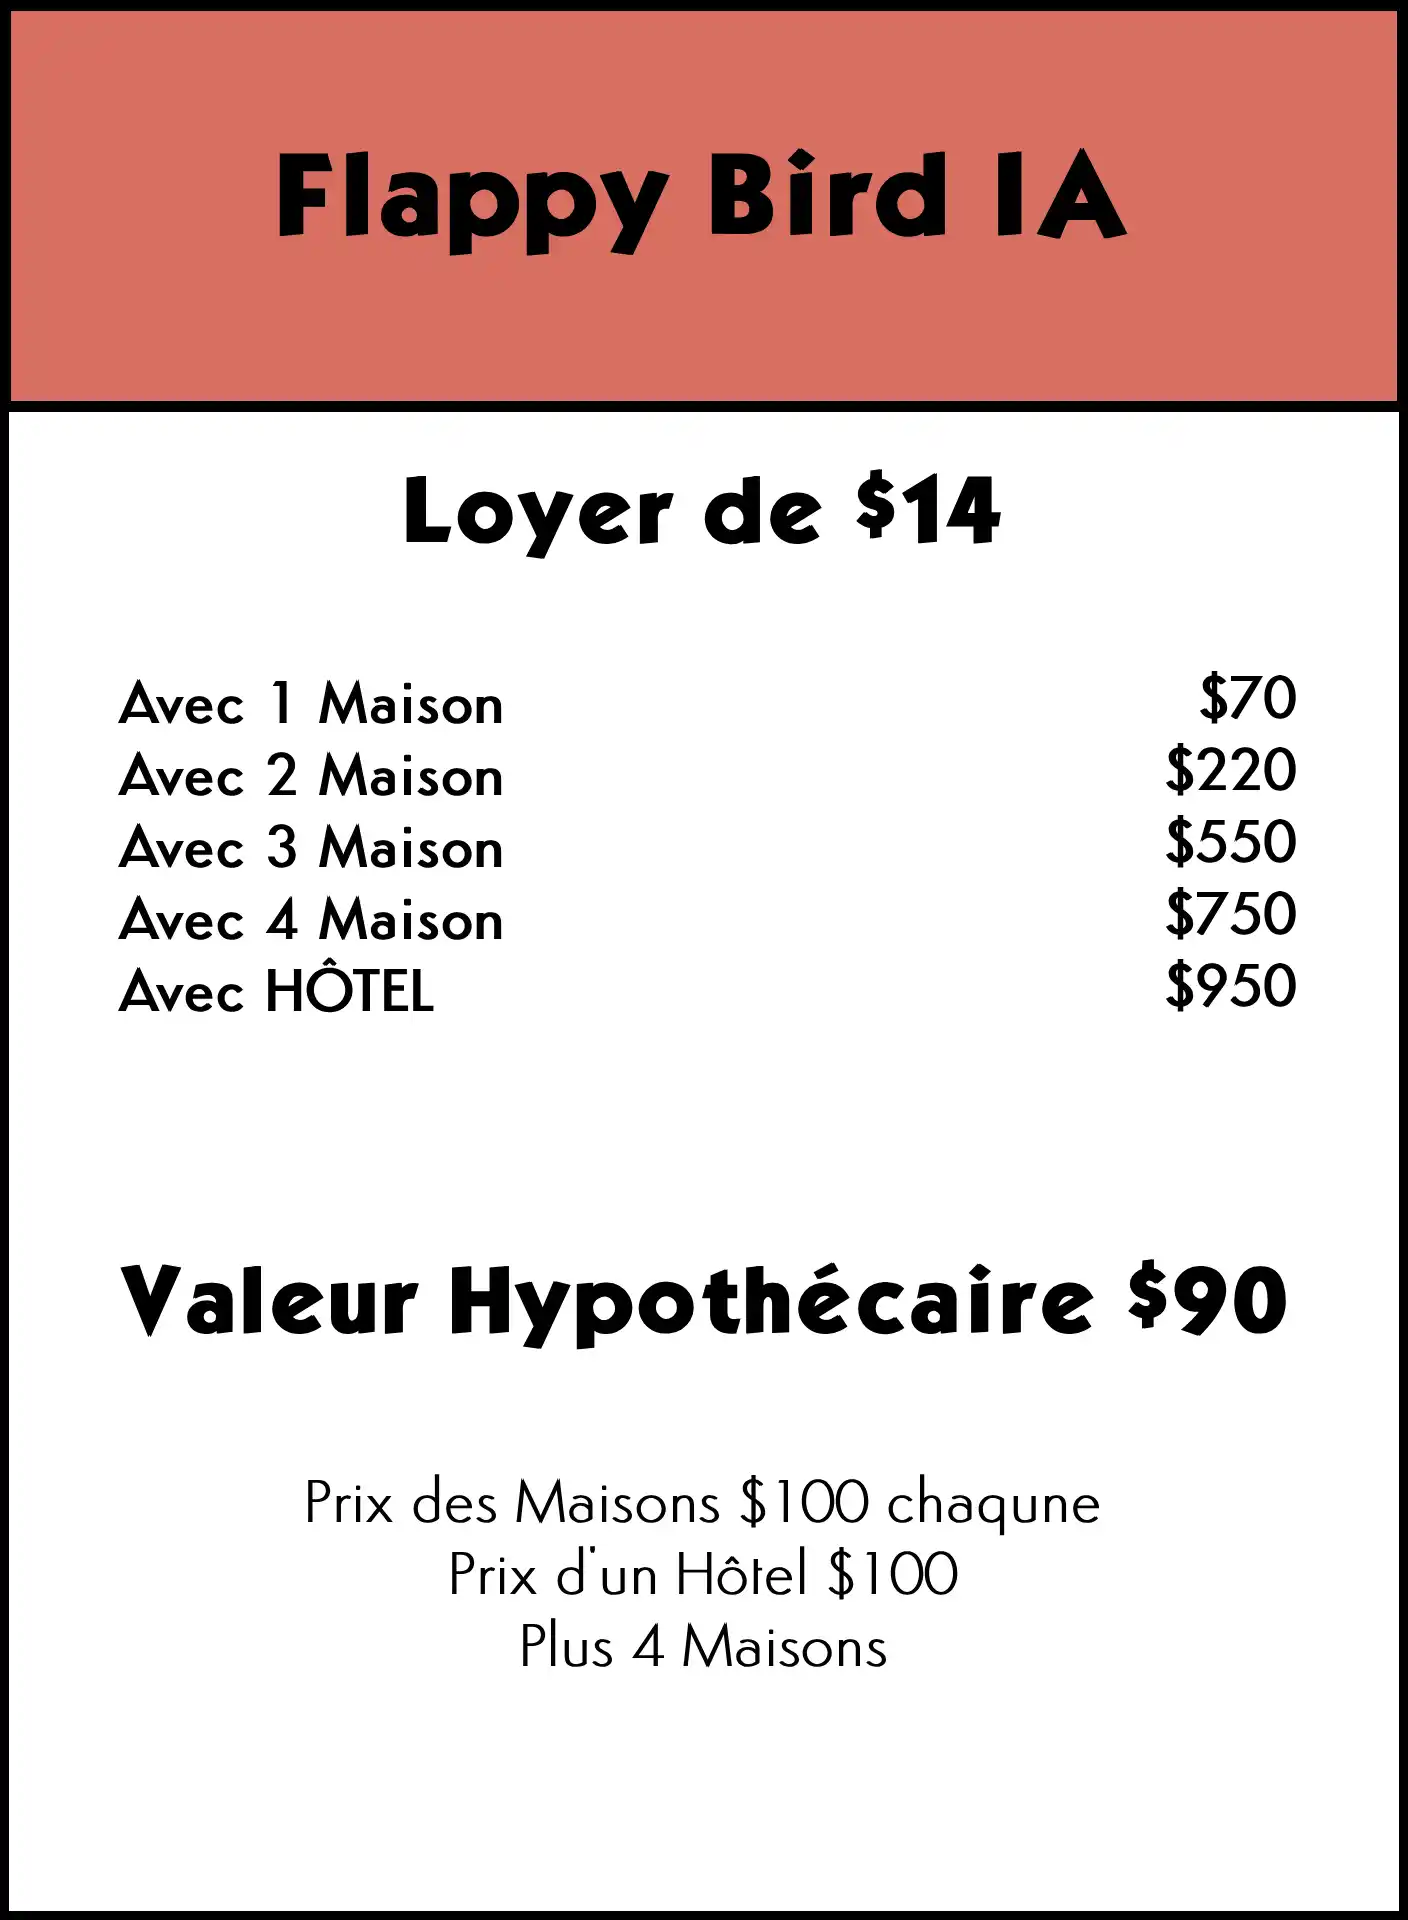 Flappy Bird IA
Loyer de $14
Avec 1 Maison $70
Avec 2 Maison $220
Avec 3 Maison $550
Avec 4 Maison $750
Avec HÔTEL $950
Valeur Hypothécaire $90
Prix des Maisons $100 chaqune
Prix d'un Hôtel $100
Plus 4 Maisons